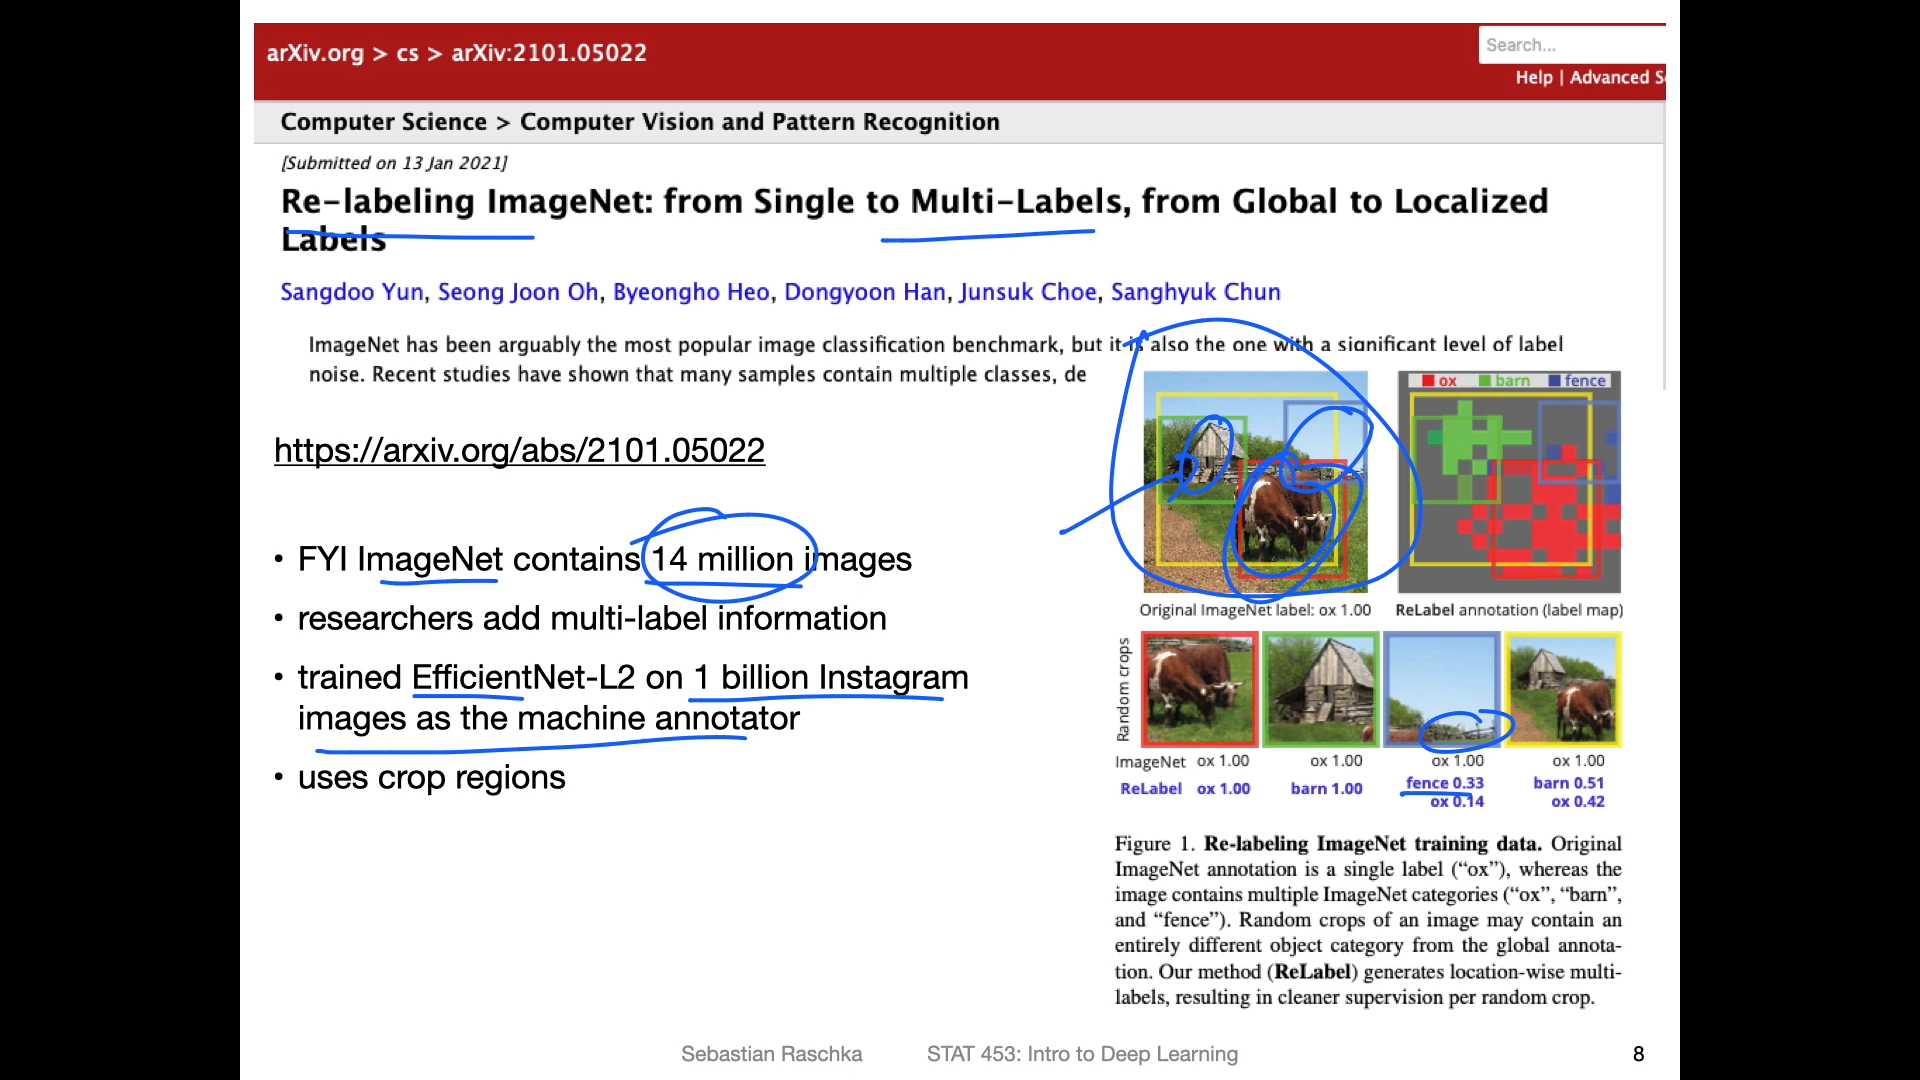 arXiv.org > cs > arXiv:2101.05022
Search...
Help | Advanced S
Computer Science > Computer Vision and Pattern Recognition
[Submitted on 13 Jan 2021]
Re-labeling ImageNet: from Single to Multi-Labels, from Global to Localized
Labels
Sangdoo Yun, Seong Joon Oh, Byeongho Heo, Dongyoon Han, Junsuk Choe, Sanghyuk Chun
ImageNet has been arguably the most popular image classification benchmark, but it is also the one with a significant level of label
noise. Recent studies have shown that many samples contain multiple classes, de
https://arxiv.org/abs/2101.05022
• FYI ImageNet contains 14 million images
• researchers add multi-label information
• trained EfficientNet-L2 on 1 billion Instagram
images as the machine annotator
• uses crop regions
ox barn fence
Original ImageNet label: ox 1.00 ReLabel annotation (label map)
Random crops
ImageNet ox 1.00 ox 1.00 ox 1.00 ox 1.00
ReLabel ox 1.00 barn 1.00 fence 0.33 barn 0.51
ox 0.14 ox 0.42
Figure 1. Re-labeling ImageNet training data. Original
ImageNet annotation is a single label (“ox”), whereas the
image contains multiple ImageNet categories (“ox”, “barn”,
and “fence”). Random crops of an image may contain an
entirely different object category from the global annota-
tion. Our method (ReLabel) generates location-wise multi-
labels, resulting in cleaner supervision per random crop.
Sebastian Raschka STAT 453: Intro to Deep Learning 8